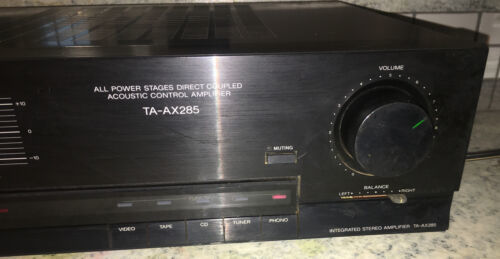 ALL POWER STAGES DIRECT COUPLED
ACOUSTIC CONTROL AMPLIFIER
TA-AX285
VOLUME
+10
0
-10
MUTING
BALANCE
LEFT
RIGHT
VIDEO
TAPE
CD
TUNER
PHONO
INTEGRATED STEREO AMPLIFIER TA-AX285